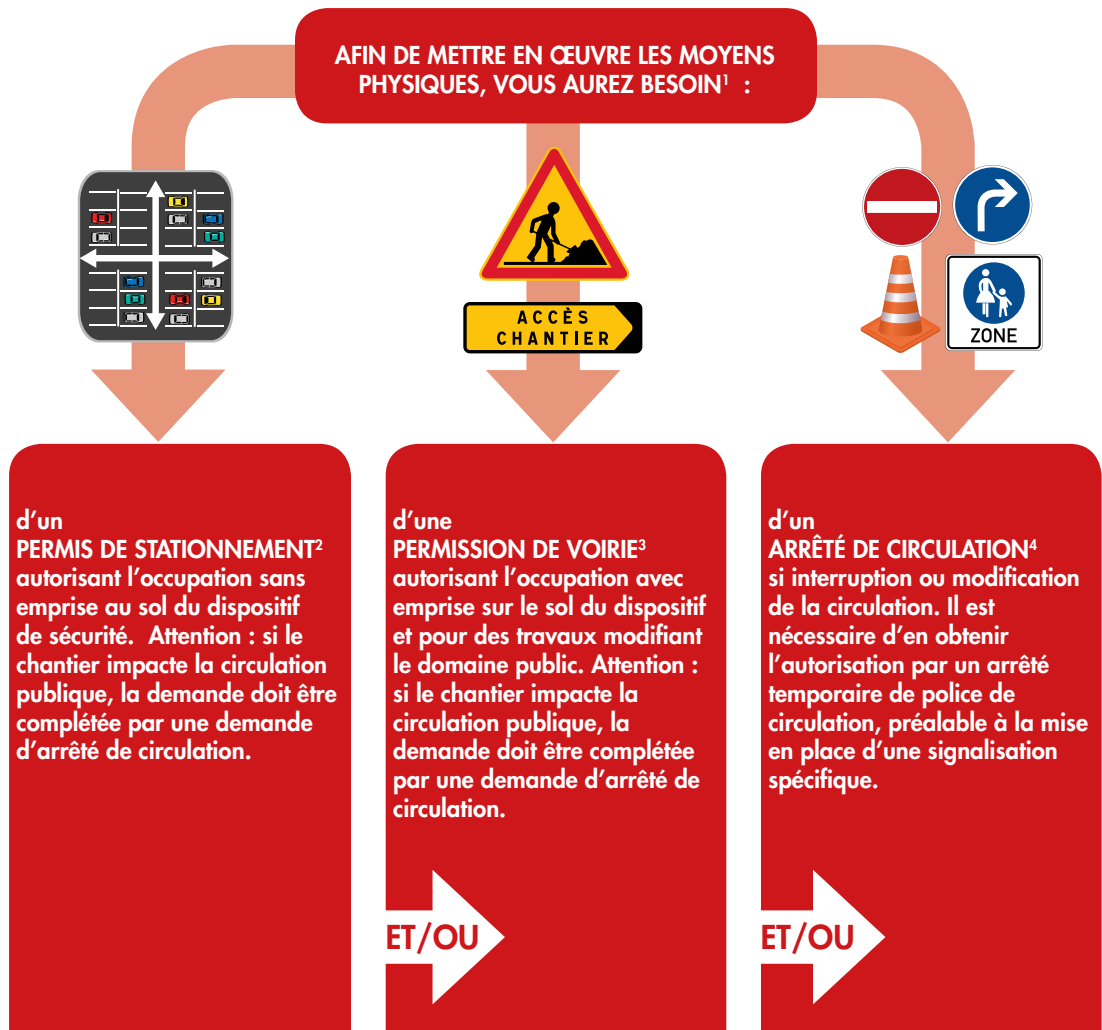 AFIN DE METTRE EN ŒUVRE LES MOYENS
PHYSIQUES, VOUS AUREZ BESOIN¹ :
ACCÈS
CHANTIER
ZONE
d'un
PERMIS DE STATIONNEMENT²
autorisant l'occupation sans
emprise au sol du dispositif
de sécurité. Attention : si le
chantier impacte la circulation
publique, la demande doit être
complétée par une demande
d'arrêté de circulation.
d'une
PERMISSION DE VOIRIE³
autorisant l'occupation avec
emprise sur le sol du dispositif
et pour des travaux modifiant
le domaine public. Attention :
si le chantier impacte la
circulation publique, la
demande doit être complétée
par une demande d'arrêté de
circulation.
ET/OU
d'un
ARRÊTÉ DE CIRCULATION⁴
si interruption ou modification
de la circulation. Il est
nécessaire d'en obtenir
l'autorisation par un arrêté
temporaire de police de
circulation, préalable à la mise
en place d'une signalisation
spécifique.
ET/OU